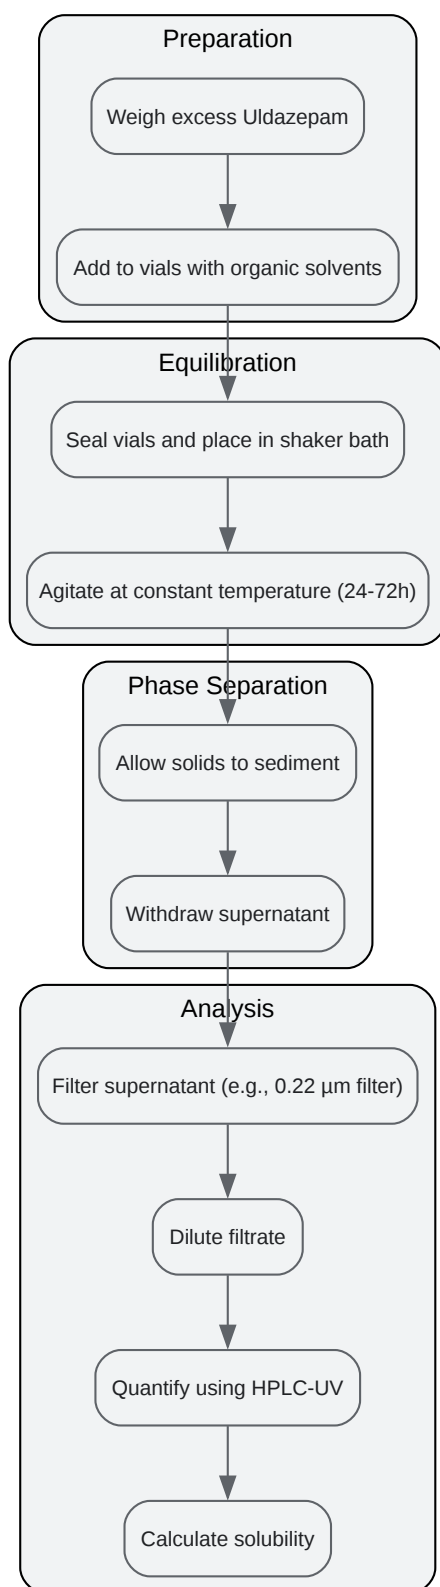 Preparation
Weigh excess Uldazepam
Add to vials with organic solvents
Equilibration
Seal vials and place in shaker bath
Agitate at constant temperature (24-72h)
Phase Separation
Allow solids to sediment
Withdraw supernatant
Analysis
Filter supernatant (e.g., 0.22 µm filter)
Dilute filtrate
Quantify using HPLC-UV
Calculate solubility